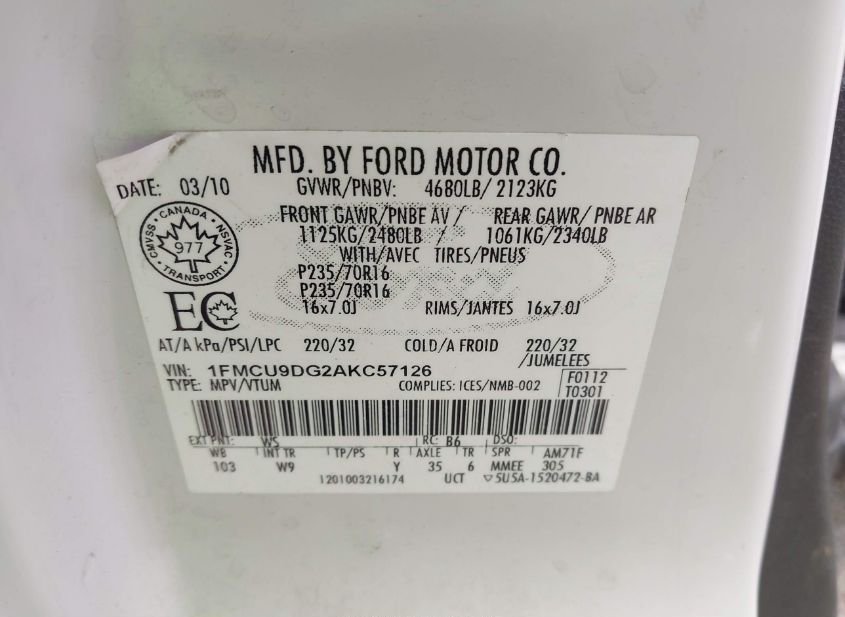 MFD. BY FORD MOTOR CO.
DATE: 03/10 GVWR/PNBV: 4680LB/ 2123KG
FRONT GAWR/PNBE AV / REAR GAWR/ PNBE AR
1125KG/2480LB / 1061KG/2340LB
WITH/AVEC TIRES/PNEUS
P235/70R16
P235/70R16
16x7.0J RIMS/JANTES 16x7.0J
CANADA
CMVSS 977 NSVAC
TRANSPORT
EC
AT/A kPa/PSI/LPC 220/32 COLD/A FROID 220/32
/JUMELEES
VIN: 1FMCU9DG2AKC57126
TYPE: MPV/VTUM COMPLIES: ICES/NMB-002
F0112
T0301
EXT PNT: WS RC: B6 DSO:
WB INT TR TP/PS R AXLE TR SPR AM71F
103 W9 Y 35 6 MMEE 305
1201003216174 UCT ▽5U5A-1520472-BA